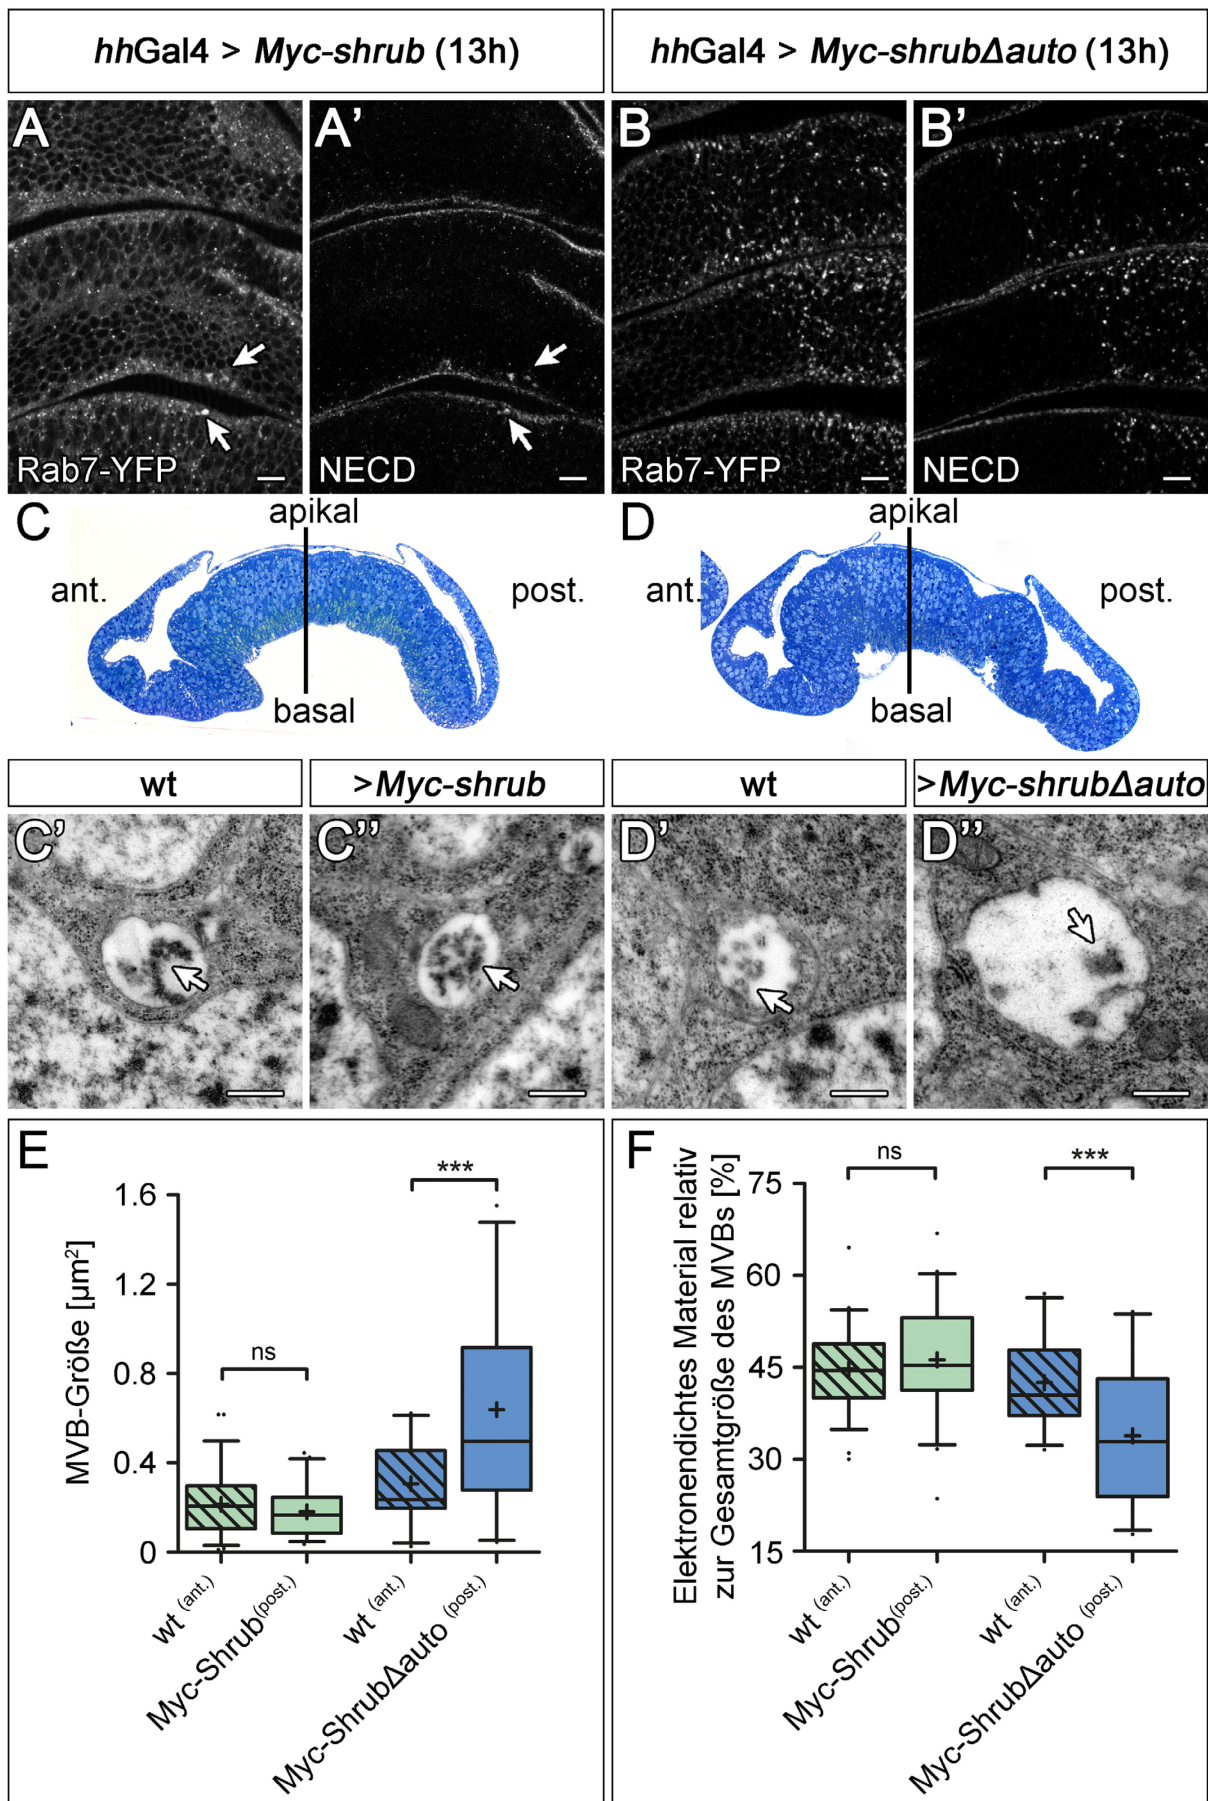 hhGal4 > Myc-shrub (13h)
hhGal4 > Myc-shrubΔauto (13h)
A
A'
B
B'
Rab7-YFP
NECD
Rab7-YFP
NECD
C
apikal
ant.
post.
basal
D
apikal
ant.
post.
basal
wt
>Myc-shrub
wt
>Myc-shrubΔauto
C'
C''
D'
D''
E
MVB-Größe [µm²]
1.6
1.2
0.8
0.4
0
ns
***
wt (ant.)
Myc-Shrub (post.)
wt (ant.)
Myc-ShrubΔauto (post.)
F
Elektronendichtes Material relativ
zur Gesamtgröße des MVBs [%]
75
60
45
30
15
ns
***
wt (ant.)
Myc-Shrub (post.)
wt (ant.)
Myc-ShrubΔauto (post.)